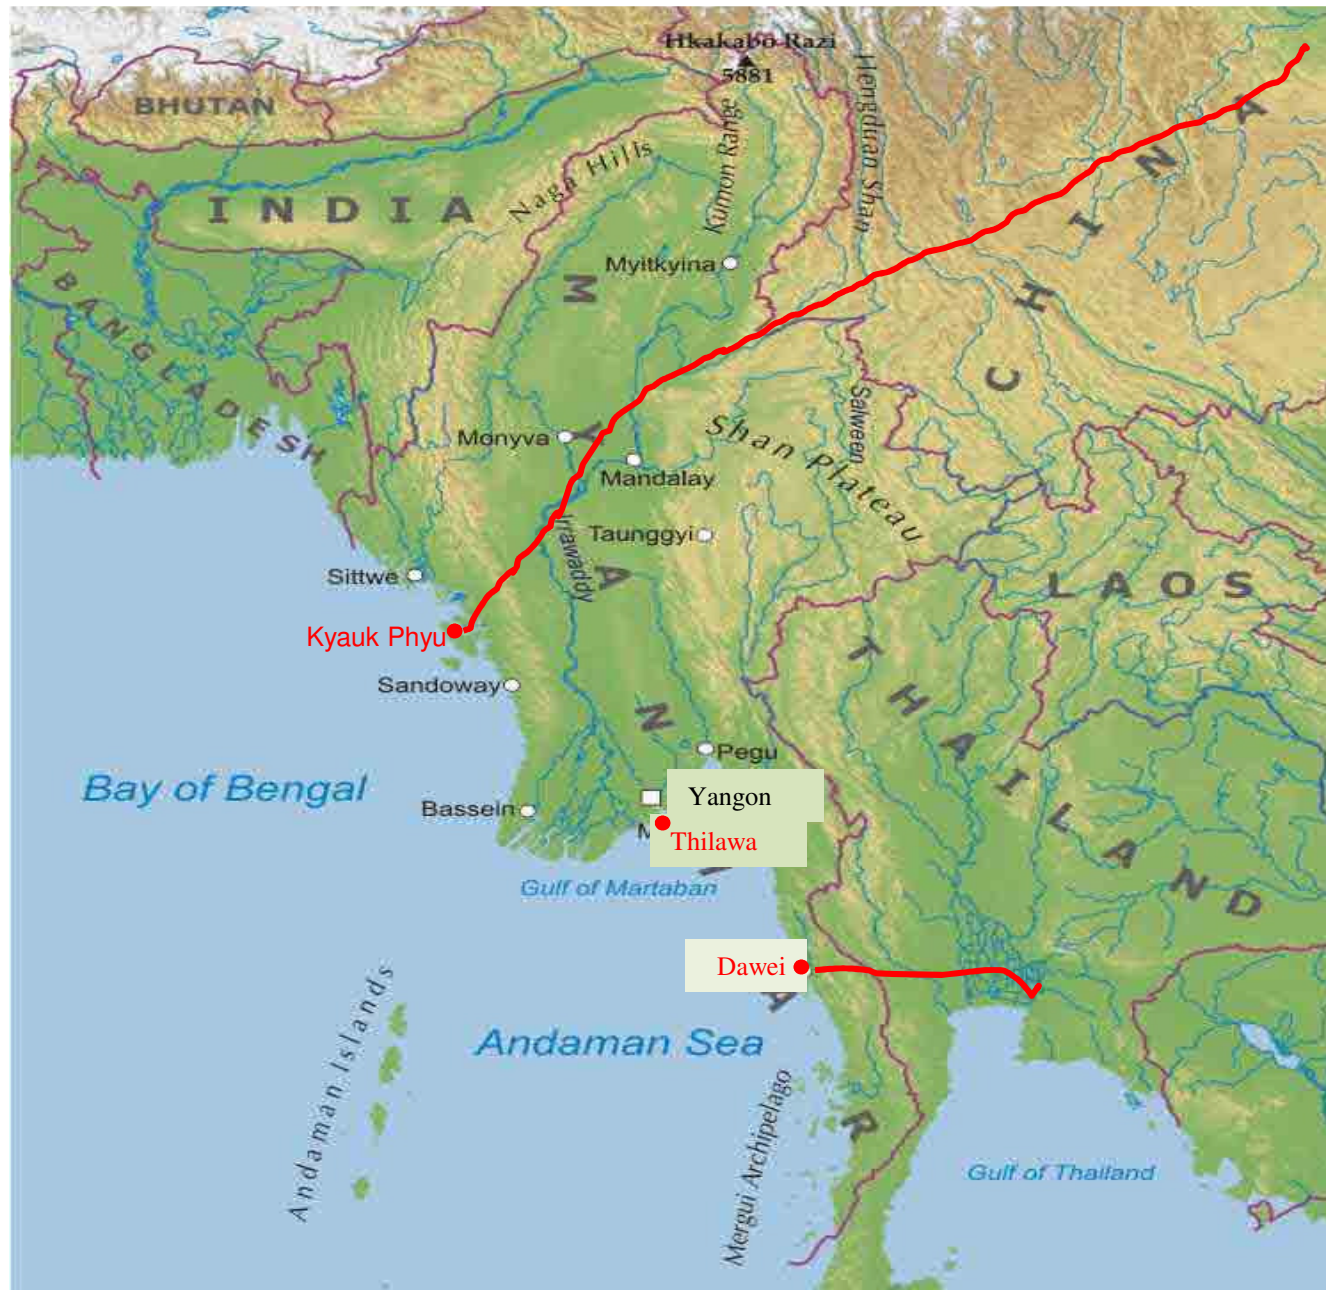 Hkakabo Razi
5881
BHUTAN
Hengduan Shan
Kumon Range
Naga Hills
INDIA
CHINA
BANGLADESH
Myitkyina
MYANMAR
Monyva
Mandalay
Shan Plateau
Salween
Irrawaddy
Taunggyi
Sittwe
LAOS
Kyauk Phyu
Sandoway
THAILAND
Pegu
Bay of Bengal
Yangon
Bassein
Thilawa
Gulf of Martaban
Dawei
Andaman Islands
Andaman Sea
Mergui Archipelago
Gulf of Thailand